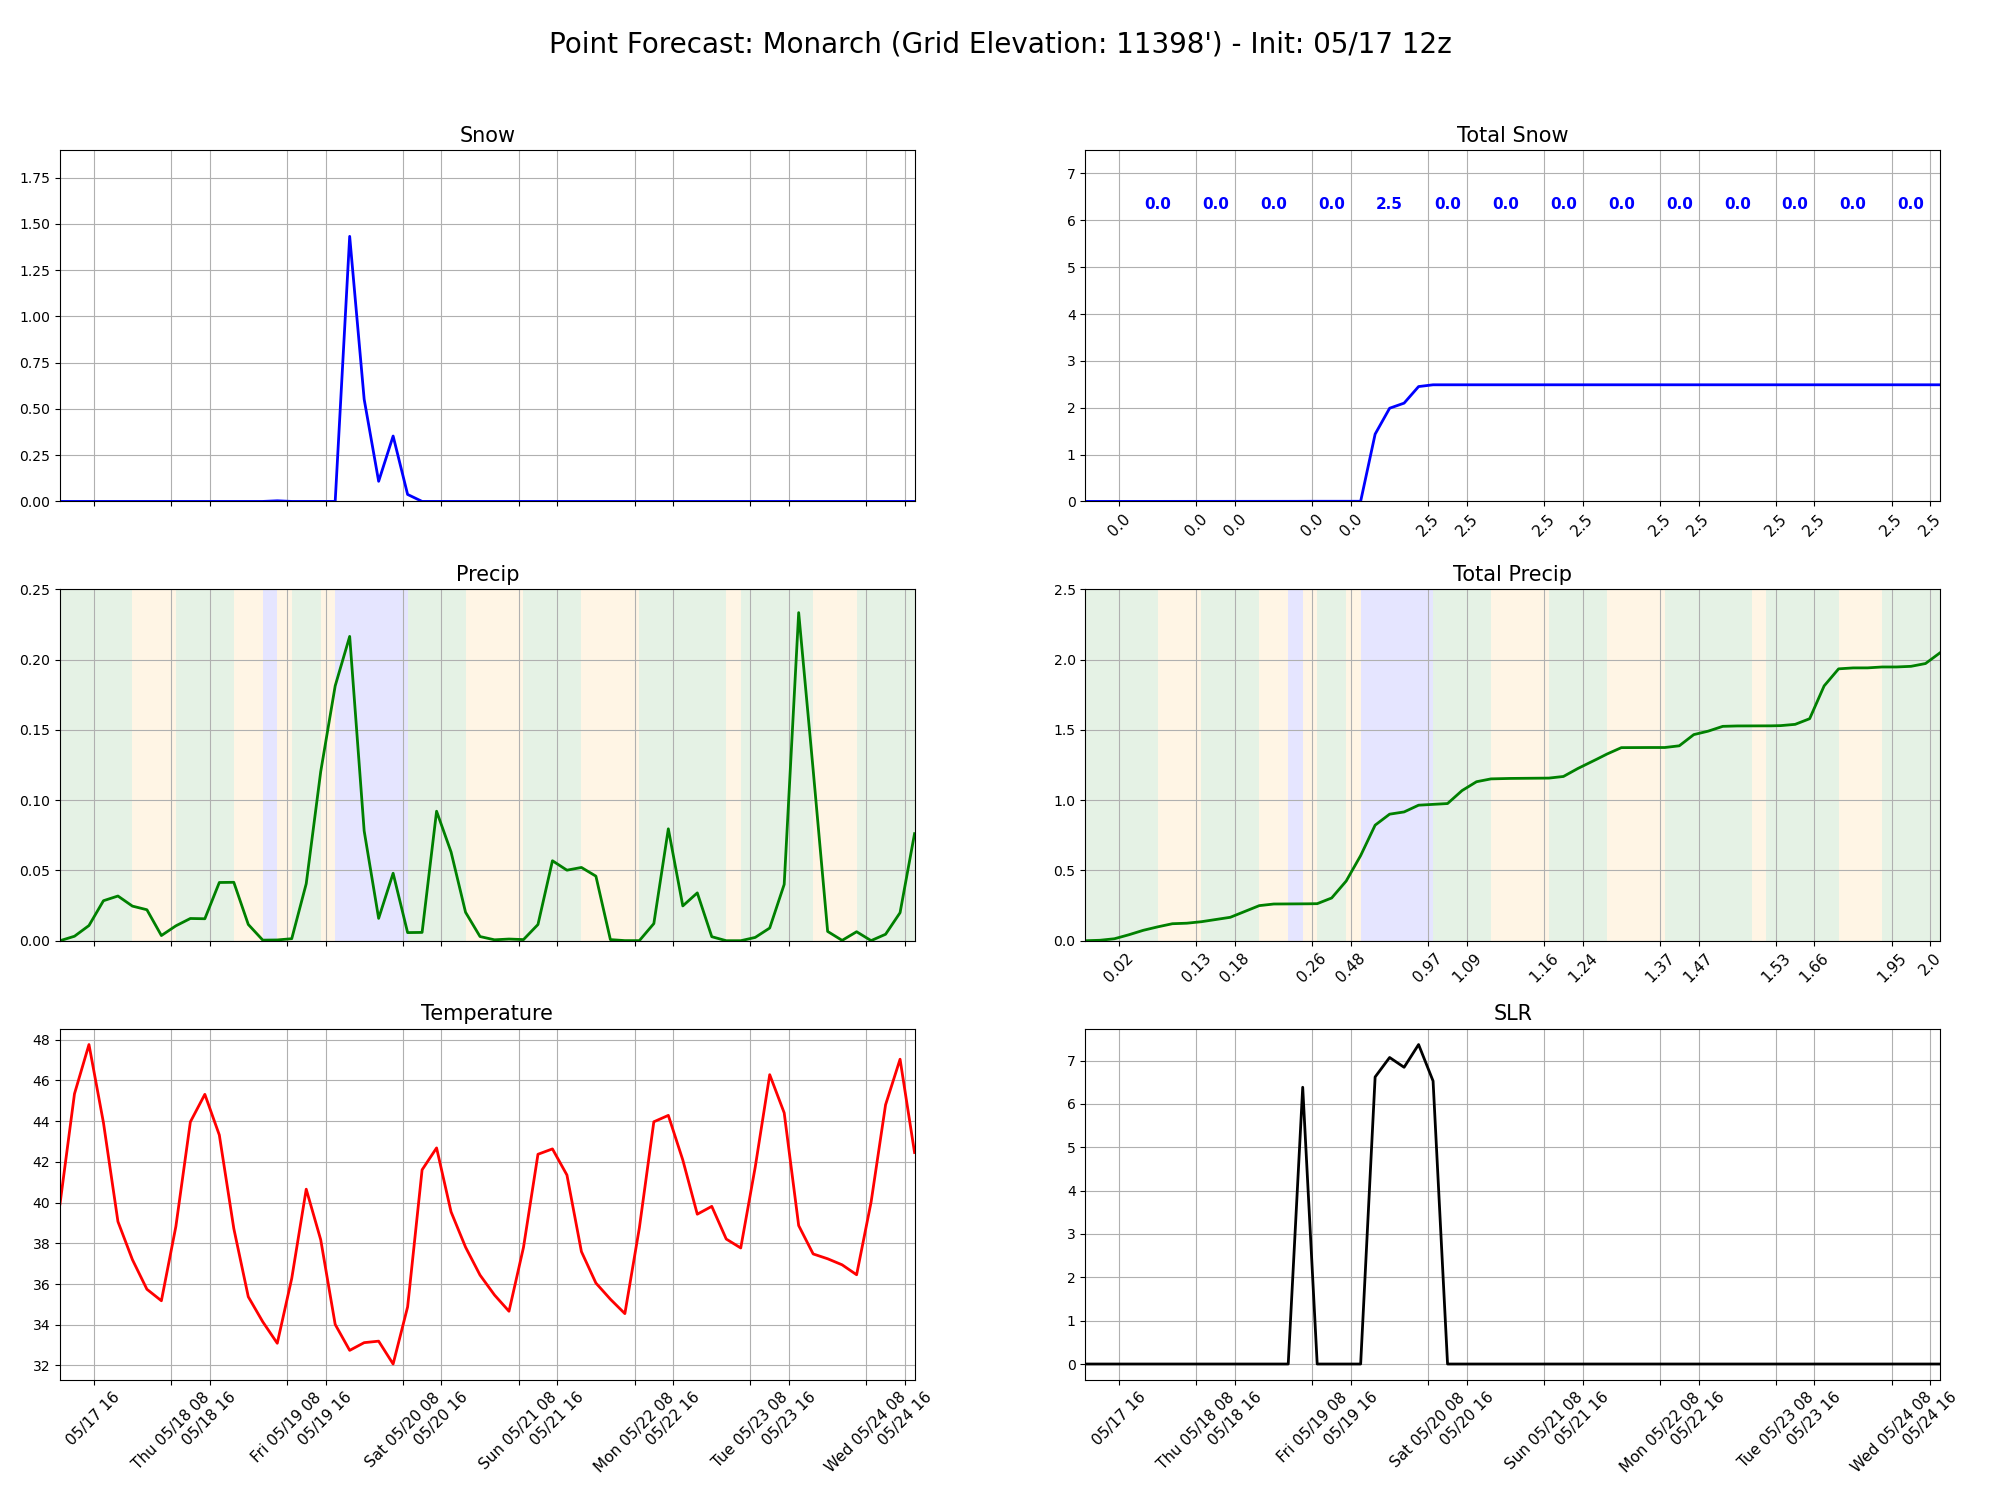 Point Forecast: Monarch (Grid Elevation: 11398') - Init: 05/17 12z
Snow
1.75
1.50
1.25
1.00
0.75
0.50
0.25
0.00
Total Snow
7
6
5
4
3
2
1
0
0.0 0.0 0.0 0.0 2.5 0.0 0.0 0.0 0.0 0.0 0.0 0.0 0.0 0.0
0.0 0.0 0.0 0.0 0.0 2.5 2.5 2.5 2.5 2.5 2.5 2.5 2.5 2.5 2.5
Precip
0.25
0.20
0.15
0.10
0.05
0.00
Total Precip
2.5
2.0
1.5
1.0
0.5
0.0
0.02 0.13 0.18 0.26 0.48 0.97 1.09 1.16 1.24 1.37 1.47 1.53 1.66 1.95 2.0
Temperature
48
46
44
42
40
38
36
34
32
05/17 16
Thu 05/18 08
05/18 16
Fri 05/19 08
05/19 16
Sat 05/20 08
05/20 16
Sun 05/21 08
05/21 16
Mon 05/22 08
05/22 16
Tue 05/23 08
05/23 16
Wed 05/24 08
05/24 16
SLR
7
6
5
4
3
2
1
0
05/17 16
Thu 05/18 08
05/18 16
Fri 05/19 08
05/19 16
Sat 05/20 08
05/20 16
Sun 05/21 08
05/21 16
Mon 05/22 08
05/22 16
Tue 05/23 08
05/23 16
Wed 05/24 08
05/24 16